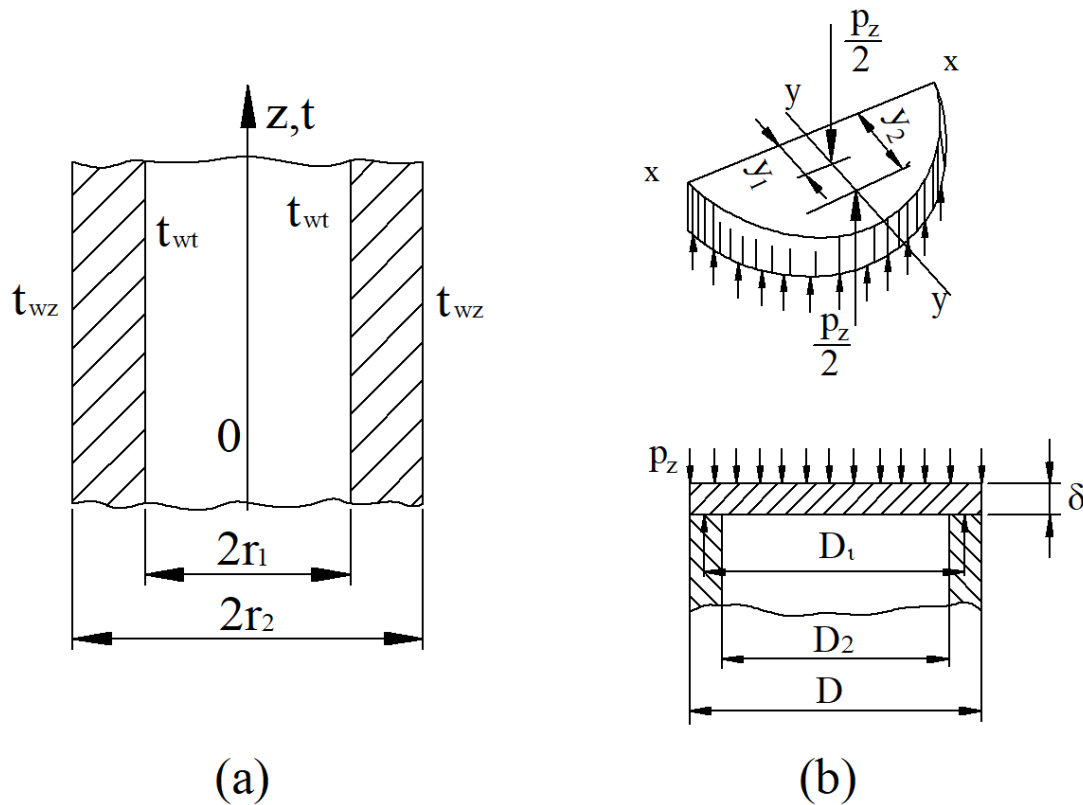 z,t
t_wt
t_wt
t_wz
t_wz
0
2r₁
2r₂
(a)
p_z/2
x
y
y₂
y₁
x
y
p_z/2
p_z
δ
D₁
D₂
D
(b)